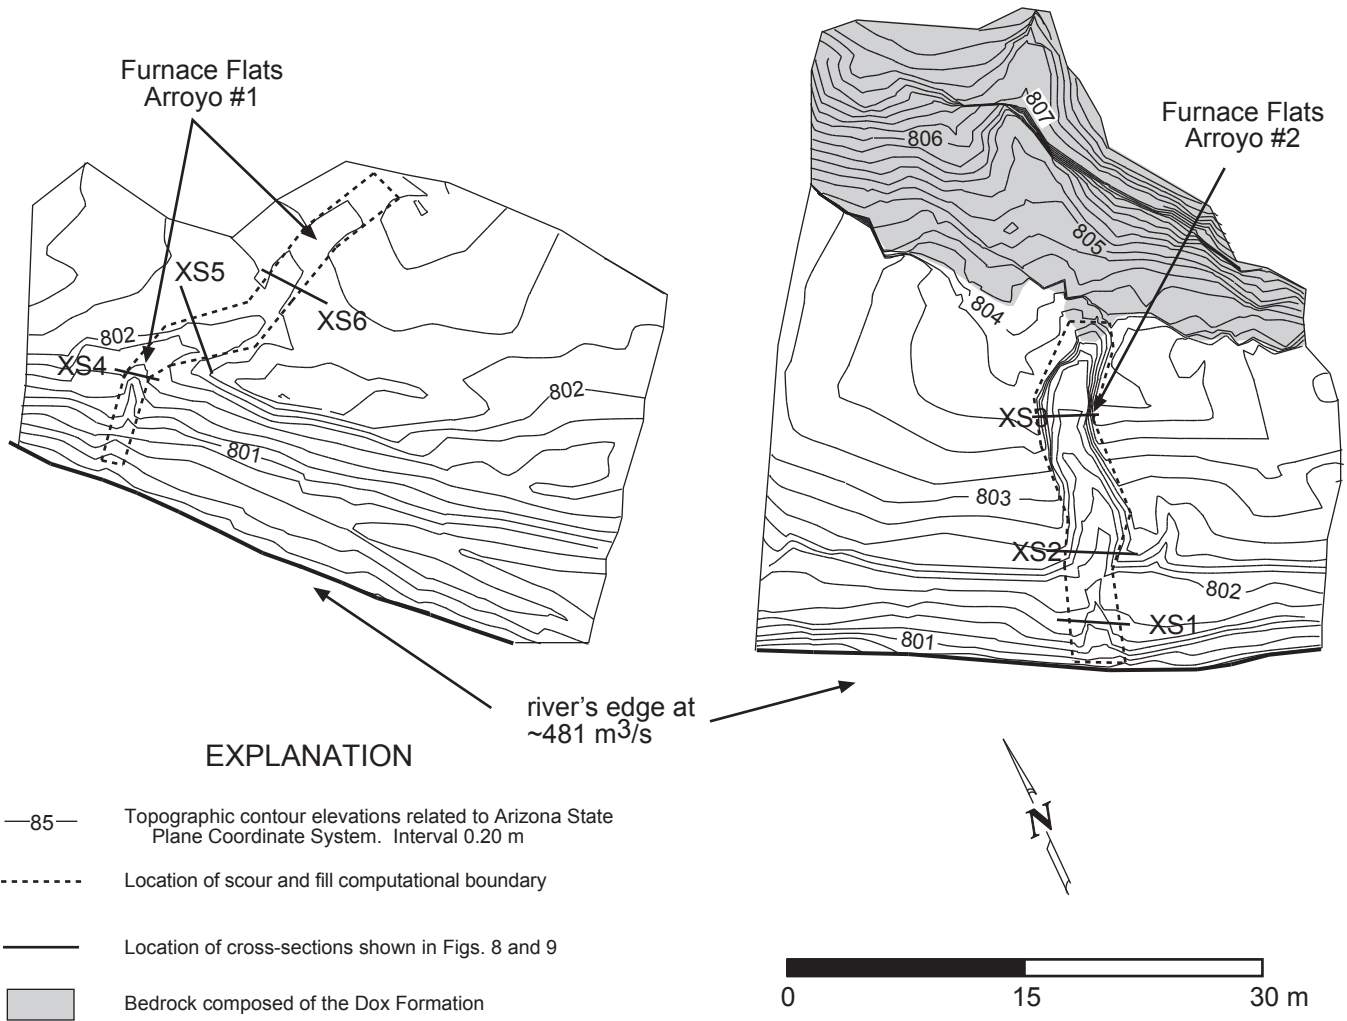 Furnace Flats
Arroyo #1
XS5
XS6
802
XS4
802
801
807
806
Furnace Flats
Arroyo #2
805
804
XS3
803
XS2
802
XS1
801
river's edge at
~481 m3/s
EXPLANATION
85
Topographic contour elevations related to Arizona State
Plane Coordinate System. Interval 0.20 m
Location of scour and fill computational boundary
Location of cross-sections shown in Figs. 8 and 9
Bedrock composed of the Dox Formation
N
0 15 30 m